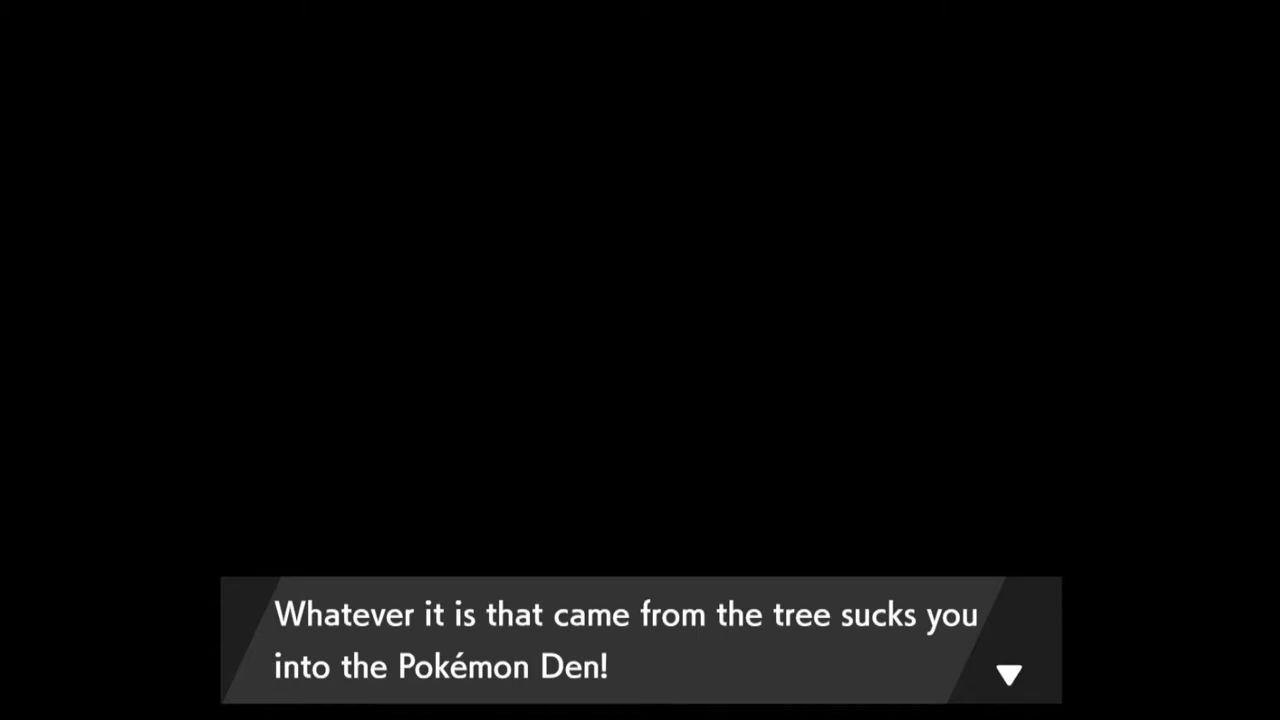 Whatever it is that came from the tree sucks you
into the Pokémon Den!